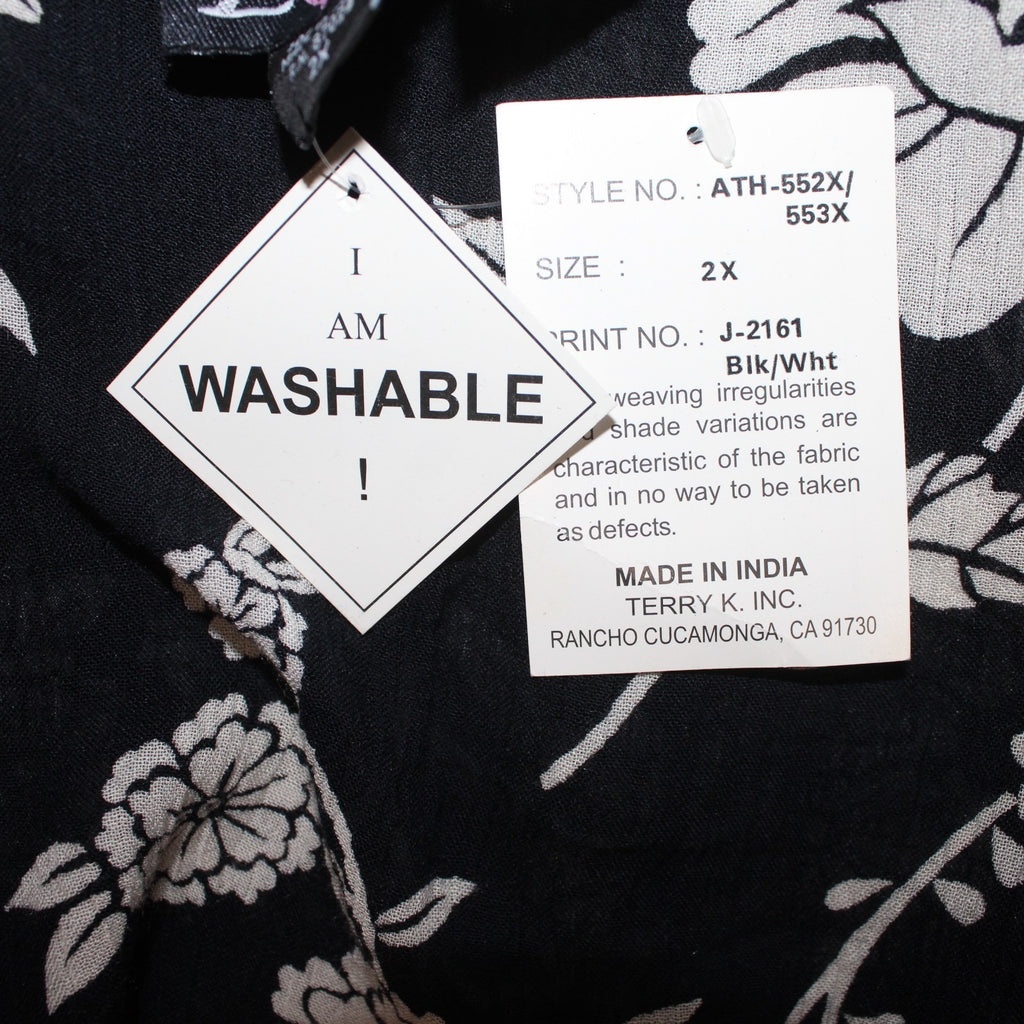 I
AM
WASHABLE
!
STYLE NO. : ATH-552X/
553X
SIZE : 2X
PRINT NO. : J-2161
Blk/Wht
weaving irregularities
shade variations are
characteristic of the fabric
and in no way to be taken
as defects.
MADE IN INDIA
TERRY K. INC.
RANCHO CUCAMONGA, CA 91730